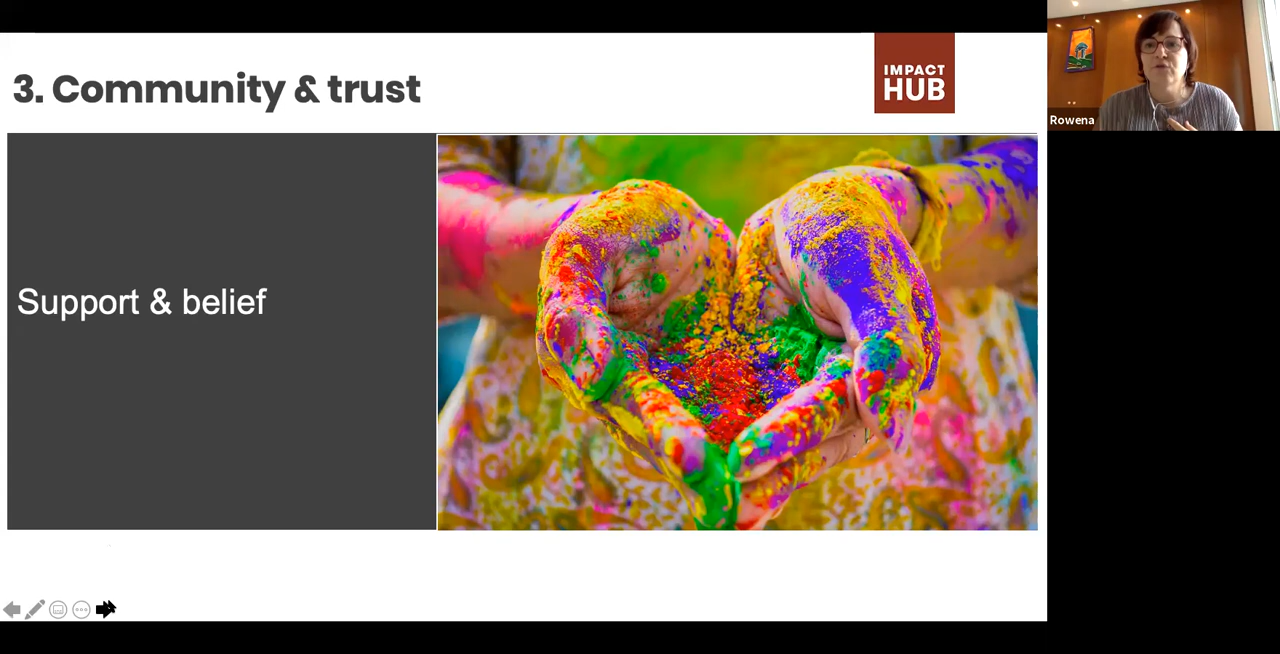 3. Community & trust
IMPACT
HUB
Support & belief
Rowena